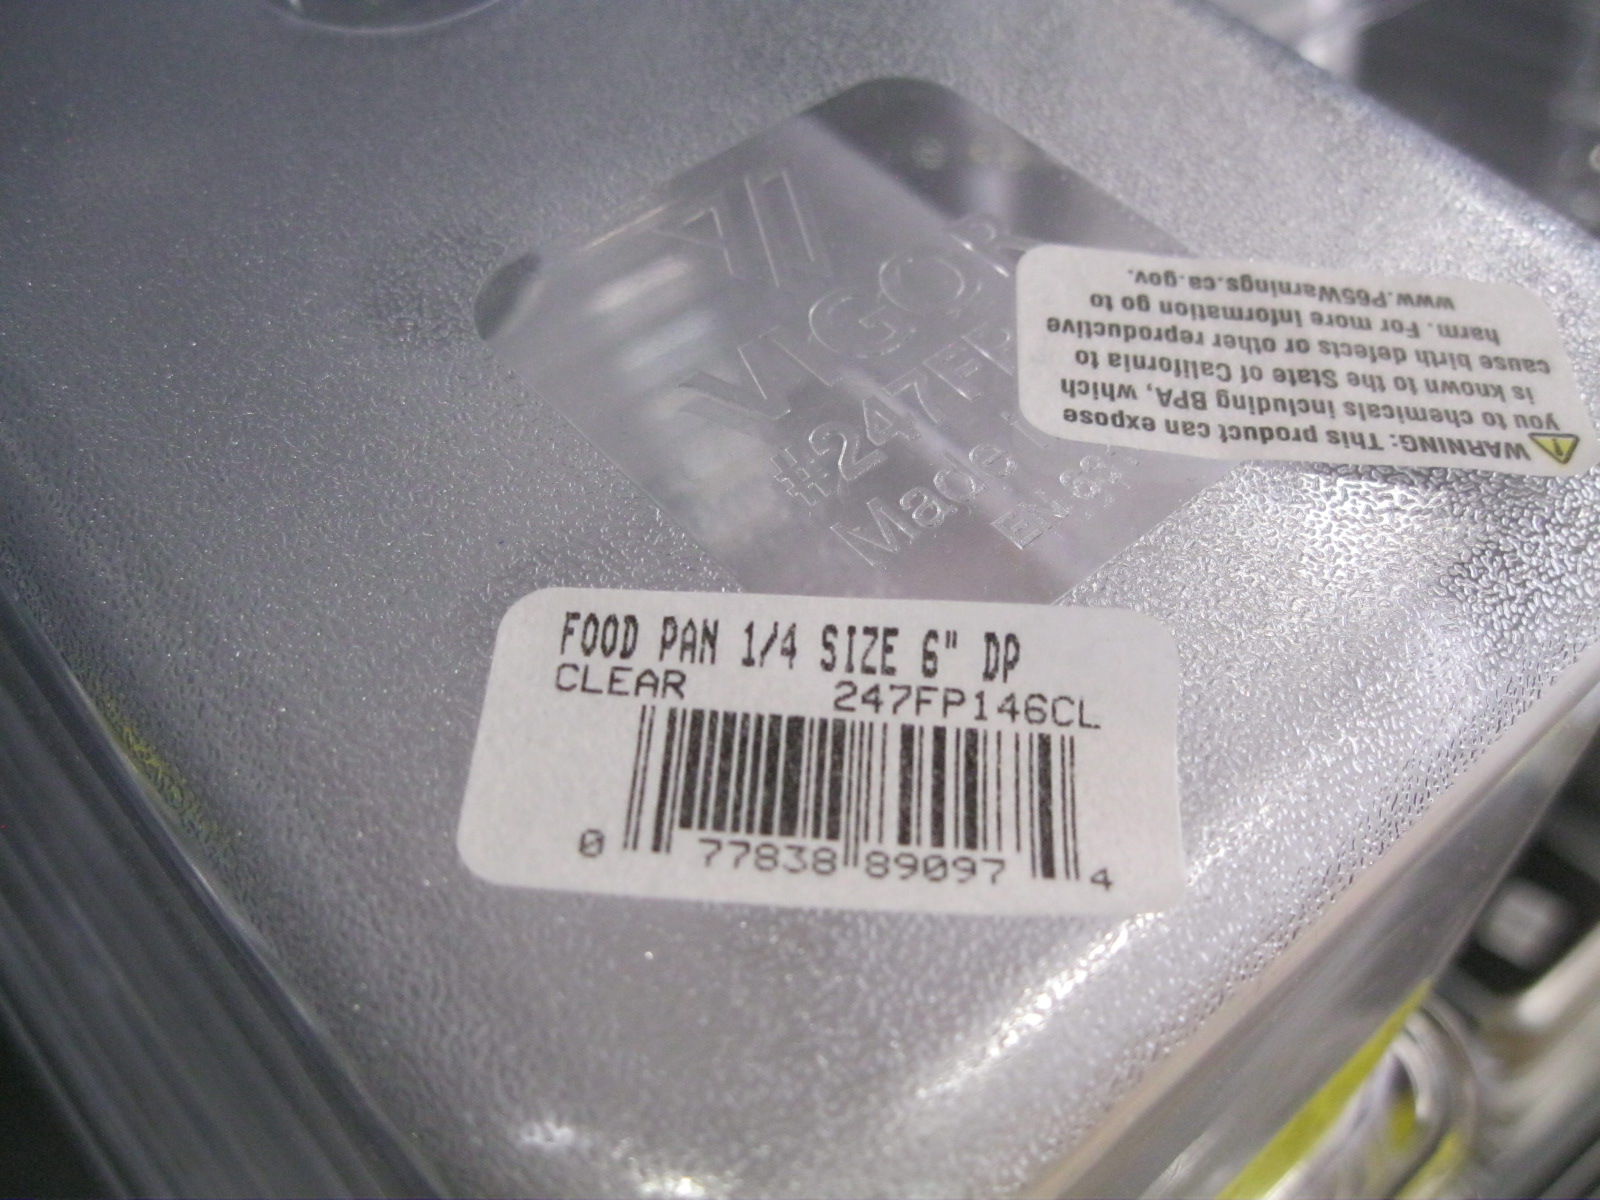 VIGOR
#247FP
Made
EN 631
WARNING: This product can expose
you to chemicals including BPA, which
is known to the State of California to
cause birth defects or other reproductive
harm. For more information go to
www.P65Warnings.ca.gov.
FOOD PAN 1/4 SIZE 6" DP
CLEAR 247FP146CL
0 77838 89097 4